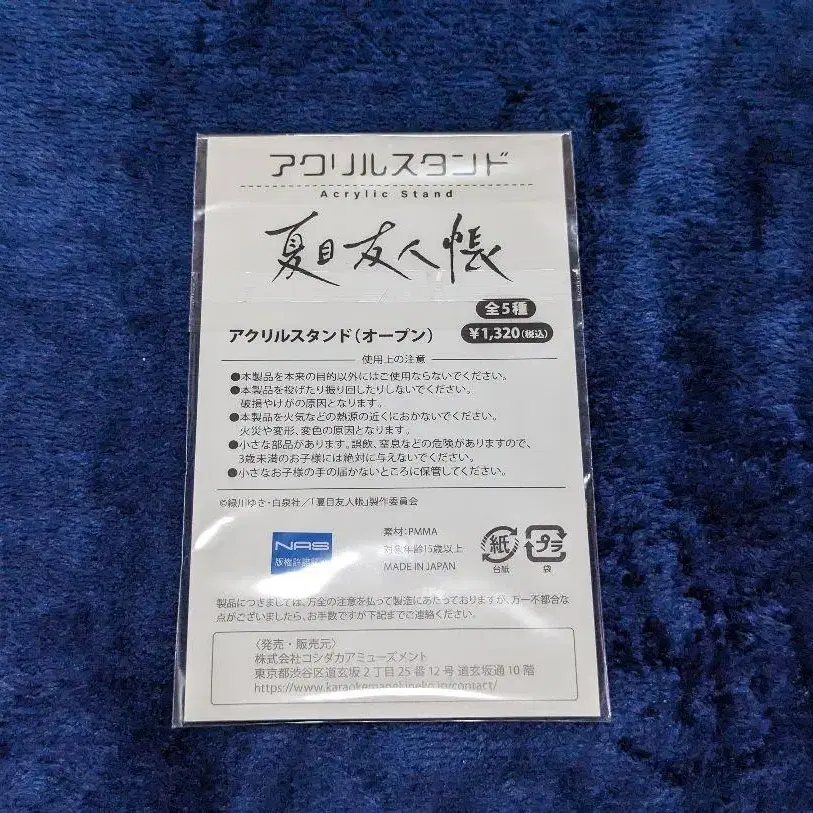 アクリルスタンド
Acrylic Stand
夏目友人帳
全5種
アクリルスタンド(オープン)
¥1,320(税込)
使用上の注意
●本製品を本来の目的以外にはご使用ならないでください。
●本製品を投げたり振り回したりしないでください。
破損やけがの原因となります。
●本製品を火気などの熱源の近くにおかないでください。
火災や変形、変色の原因となります。
●小さな部品があります。誤飲、窒息などの危険がありますので、
3歳未満のお子様には絶対に与えないでください。
●小さなお子様の手の届かないところに保管してください。
©緑川ゆき・白泉社/「夏目友人帳」製作委員会
NAS
版権許諾証
素材:PMMA
対象年齢15歳以上
MADE IN JAPAN
紙
台紙
プラ
袋
製品につきましては、万全の注意を払って製造にあたっておりますが、万一不都合な
点がございましたら、お手数ですが下記までご連絡ください。
〈発売・販売元〉
株式会社コシダカアミューズメント
東京都渋谷区道玄坂2丁目25番12号 道玄坂通10階
https://www.karaokemanekineko.jp/contact/